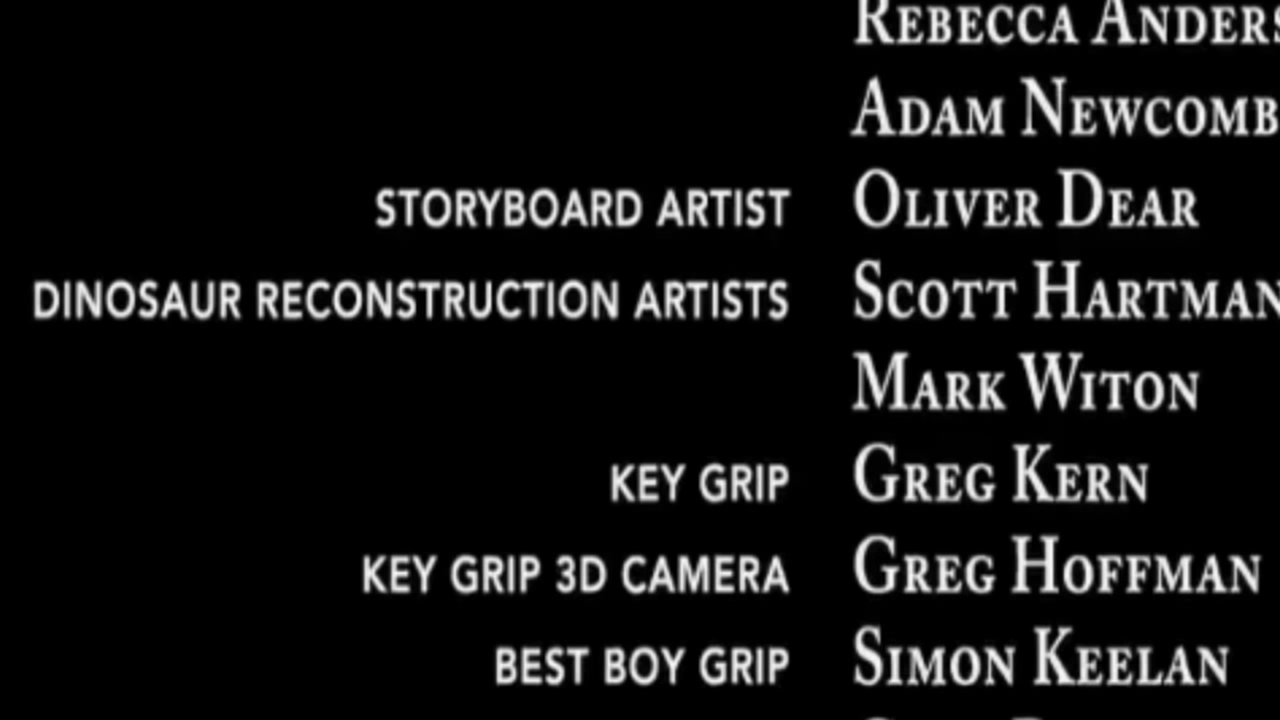 REBECCA
ADAM NEWCOMB
STORYBOARD ARTIST OLIVER DEAR
DINOSAUR RECONSTRUCTION ARTISTS SCOTT HARTMAN
MARK WITON
KEY GRIP GREG KERN
KEY GRIP 3D CAMERA GREG HOFFMAN
BEST BOY GRIP SIMON KEELAN